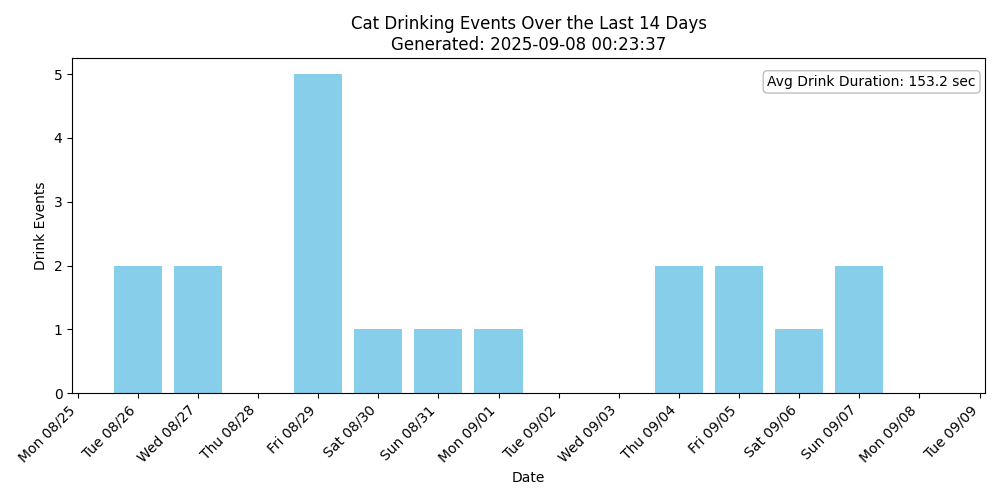 Cat Drinking Events Over the Last 14 Days
Generated: 2025-09-08 00:23:37
Avg Drink Duration: 153.2 sec
Drink Events
5
4
3
2
1
0
Mon 08/25
Tue 08/26
Wed 08/27
Thu 08/28
Fri 08/29
Sat 08/30
Sun 08/31
Mon 09/01
Tue 09/02
Wed 09/03
Thu 09/04
Fri 09/05
Sat 09/06
Sun 09/07
Mon 09/08
Tue 09/09
Date